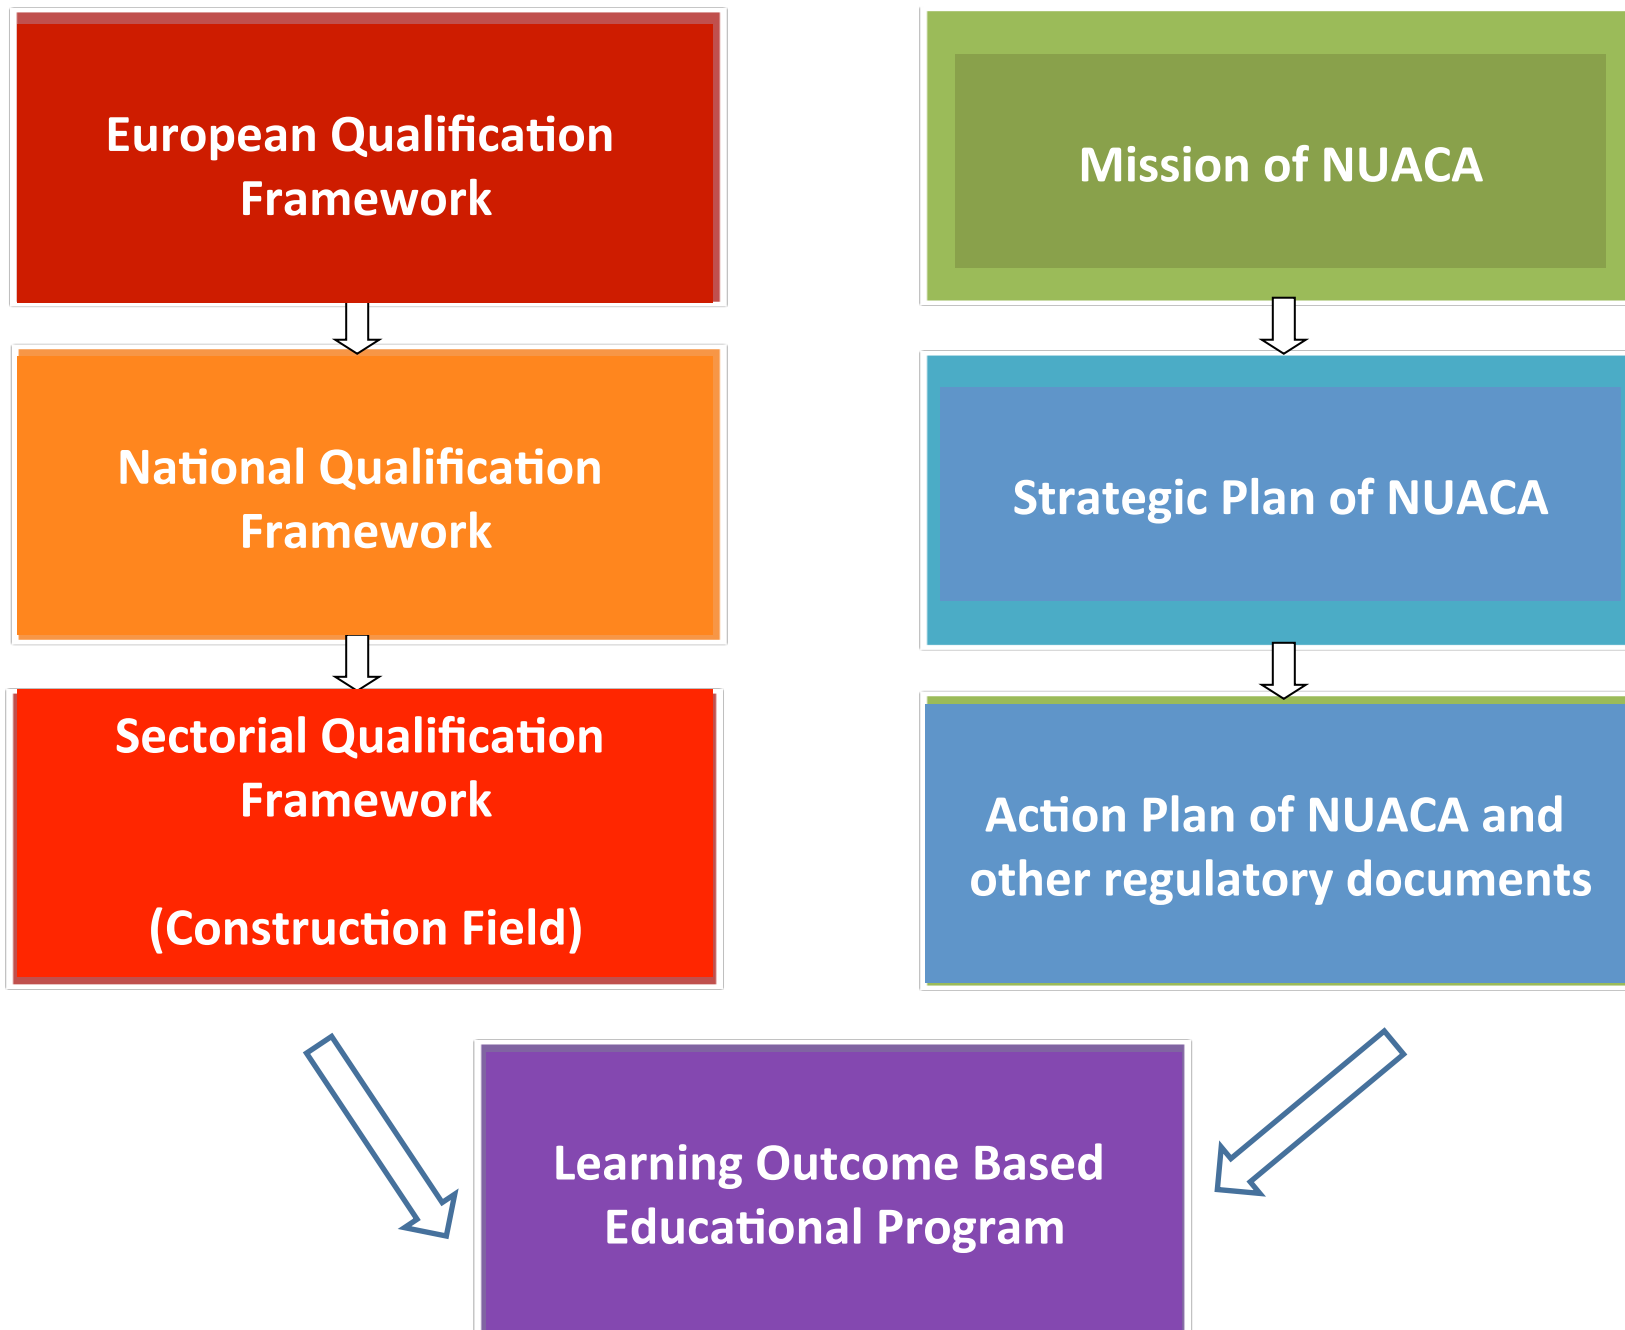 European Qualification
Framework
National Qualification
Framework
Sectorial Qualification
Framework
(Construction Field)
Mission of NUACA
Strategic Plan of NUACA
Action Plan of NUACA and
other regulatory documents
Learning Outcome Based
Educational Program